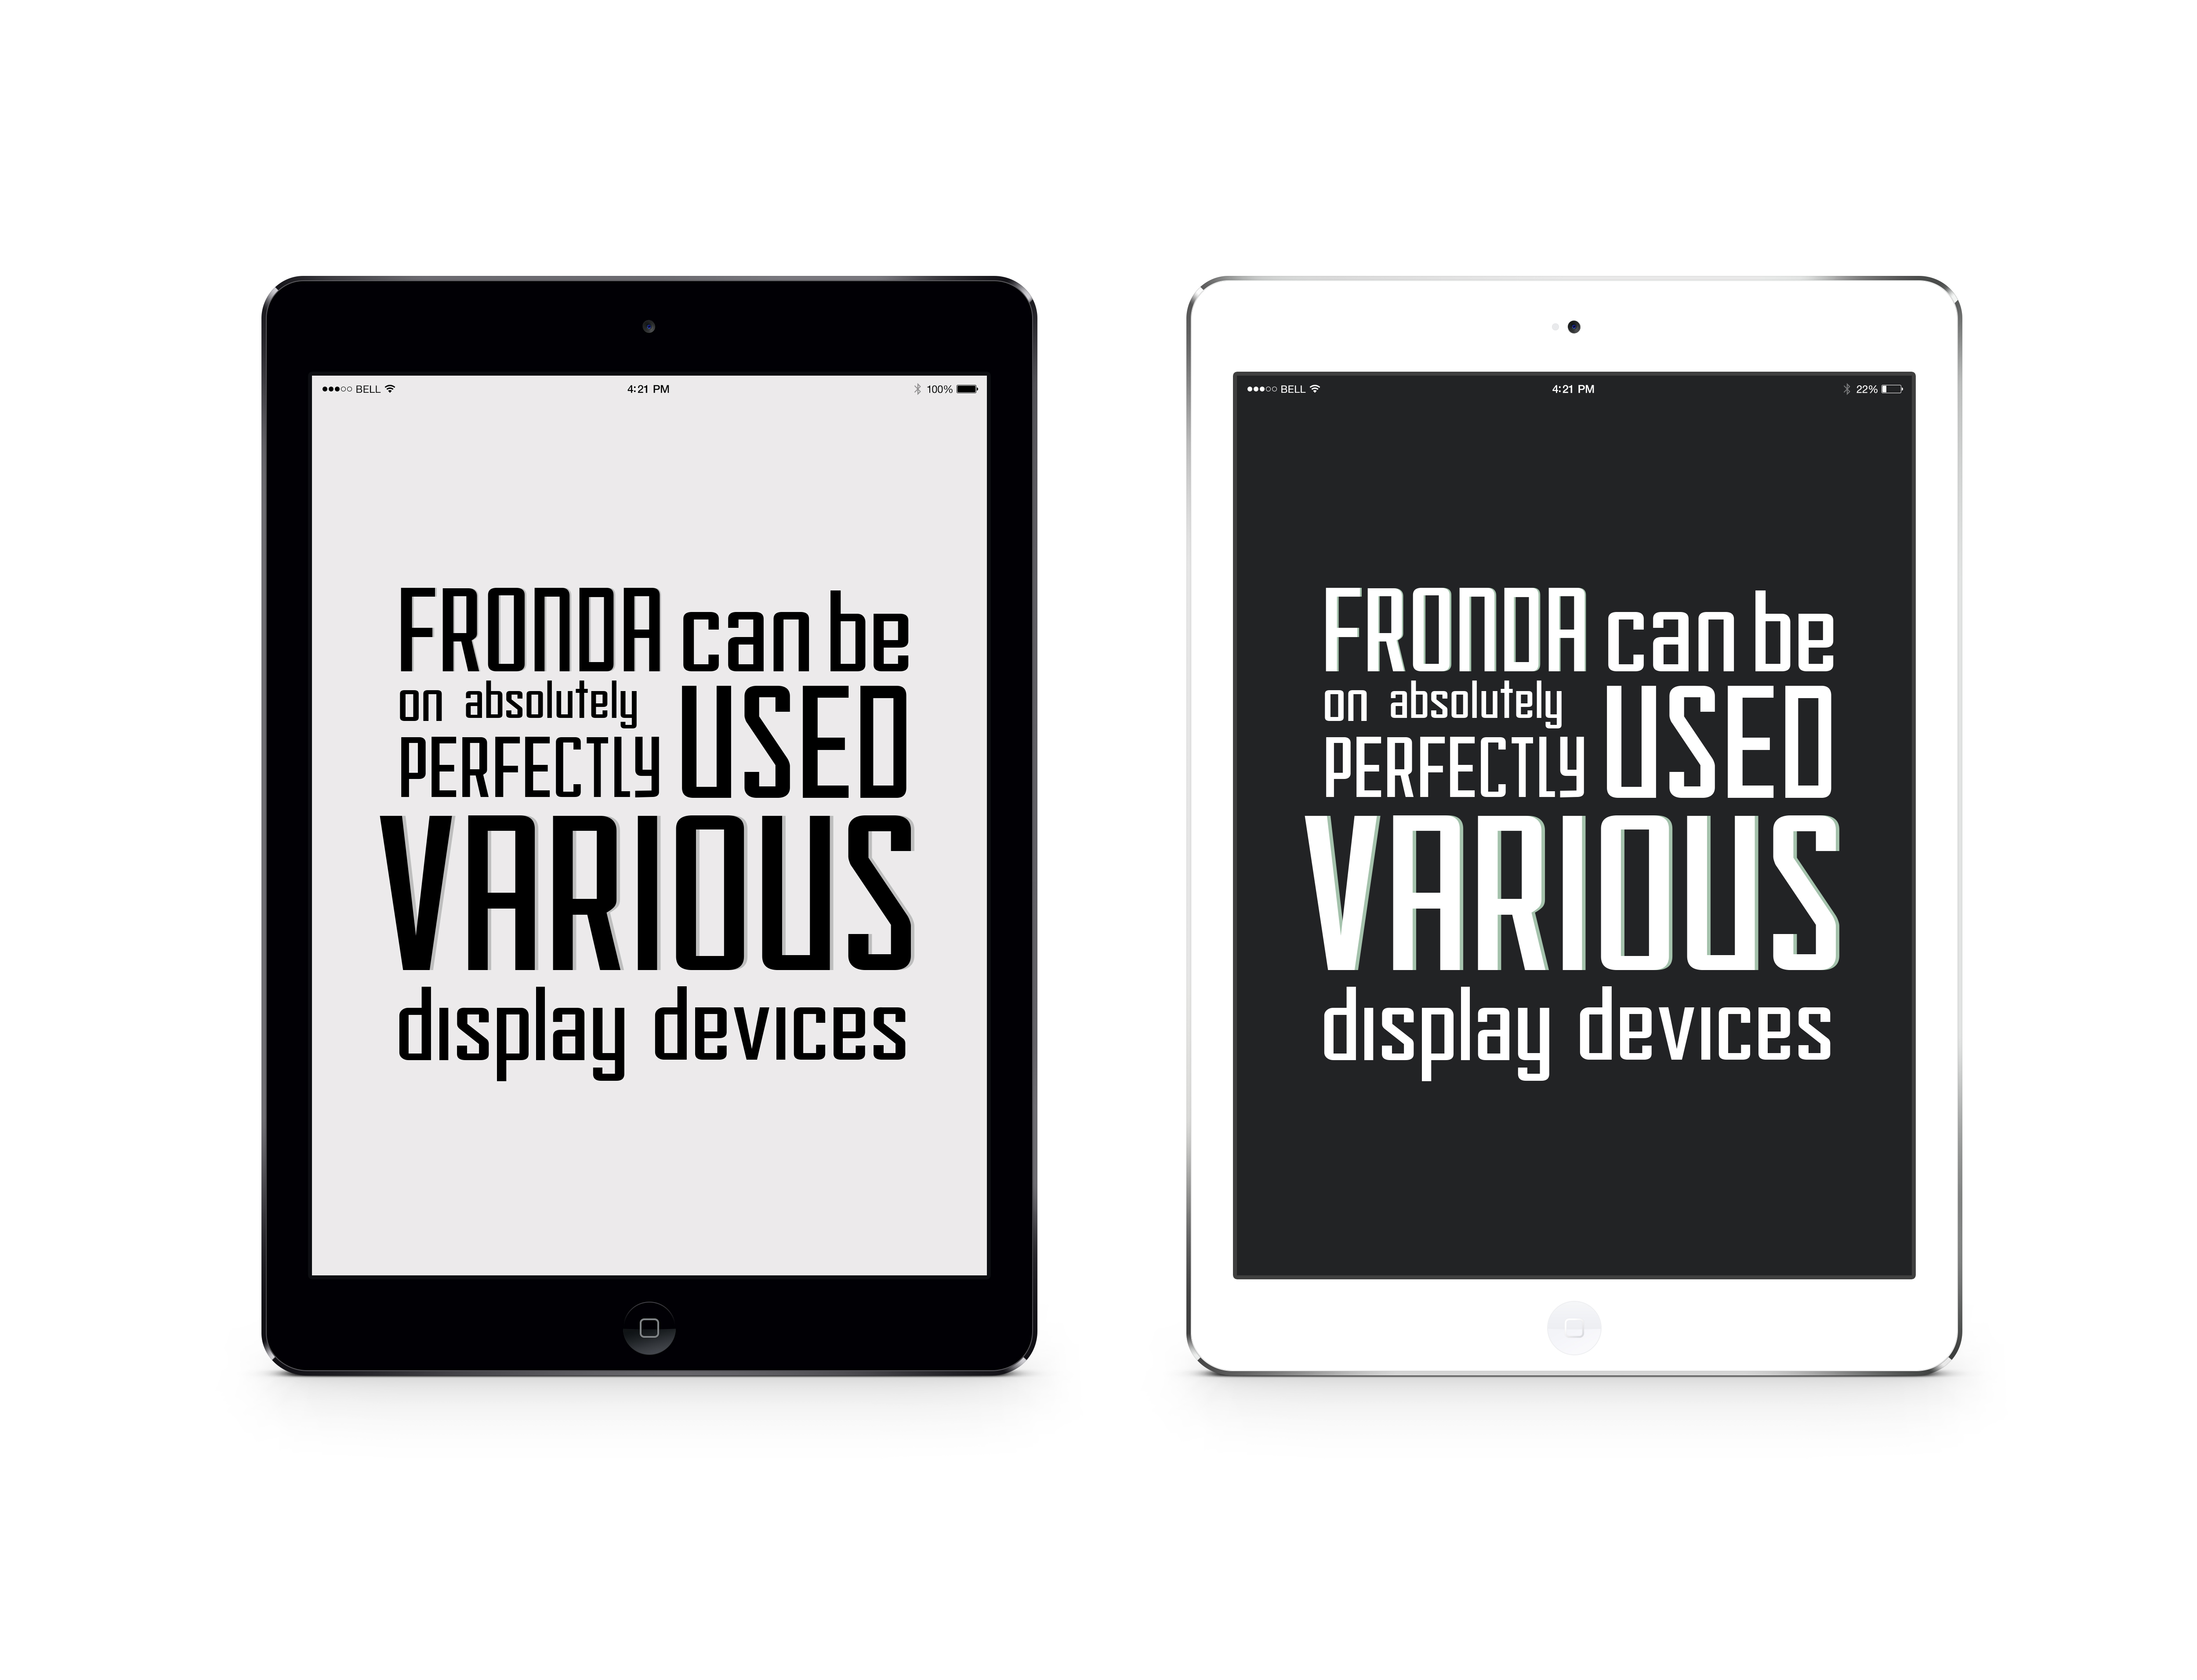 ●●●○○ BELL 4:21 PM 100%
FRONDA can be
on absolutely USED
PERFECTLY
VARIOUS
display devices
●●●○○ BELL 4:21 PM 22%
FRONDA can be
on absolutely USED
PERFECTLY
VARIOUS
display devices